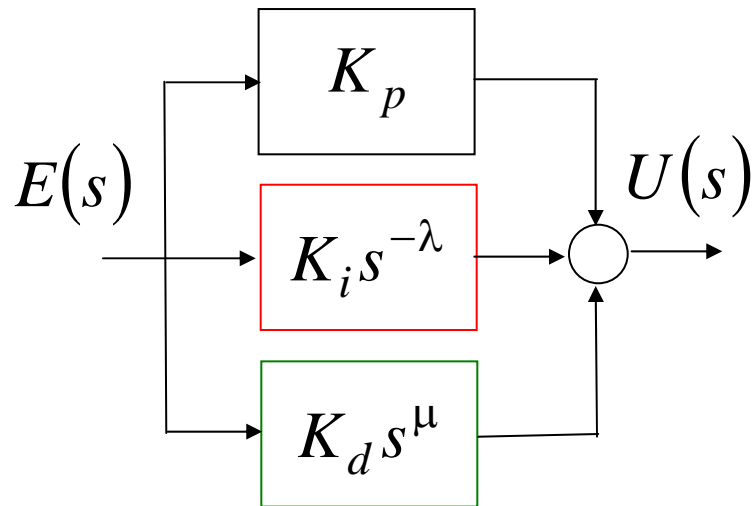 K_p
E(s)
U(s)
K_i s^{-λ}
K_d s^μ